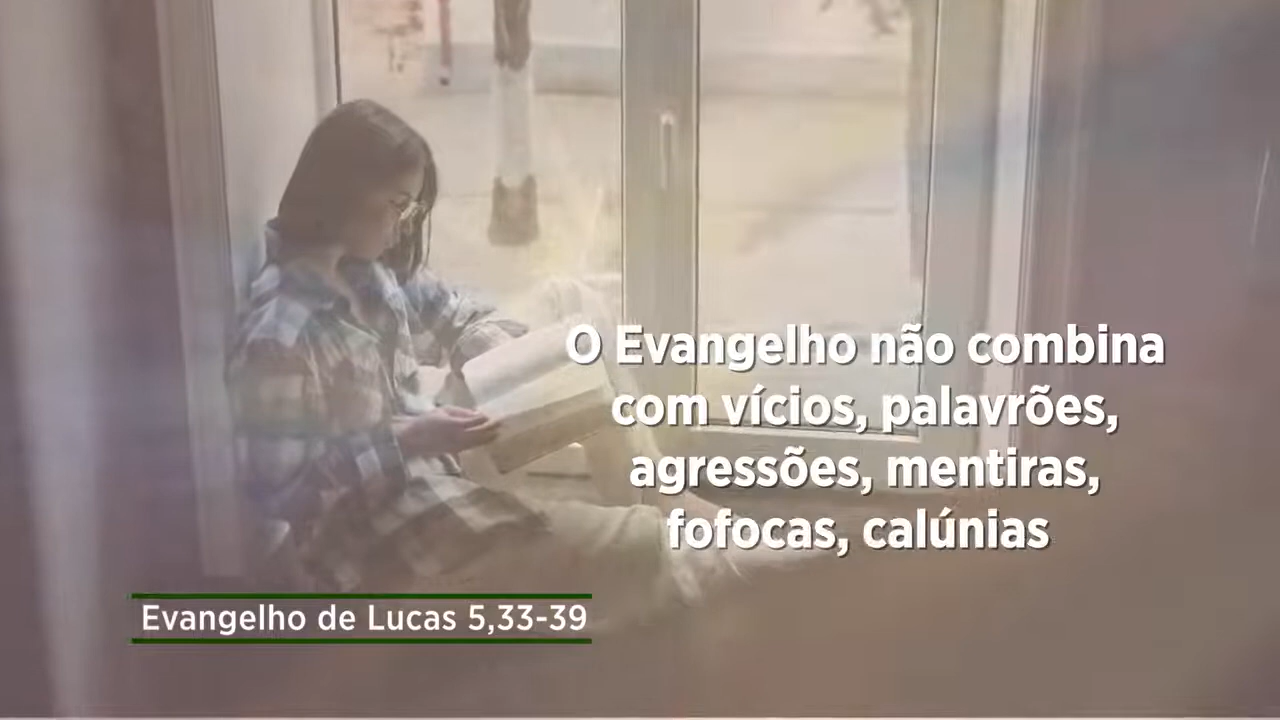 O Evangelho não combina
com vícios, palavrões,
agressões, mentiras,
fofocas, calúnias
Evangelho de Lucas 5,33-39